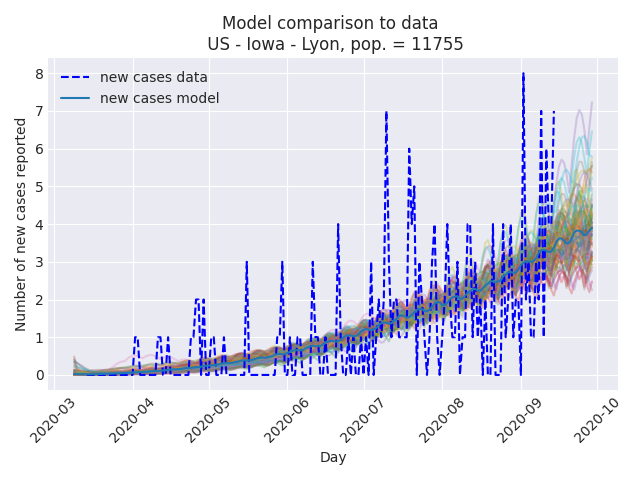 Model comparison to data
US - Iowa - Lyon, pop. = 11755
new cases data
new cases model
Number of new cases reported
8
7
6
5
4
3
2
1
0
2020-03
2020-04
2020-05
2020-06
2020-07
2020-08
2020-09
2020-10
Day